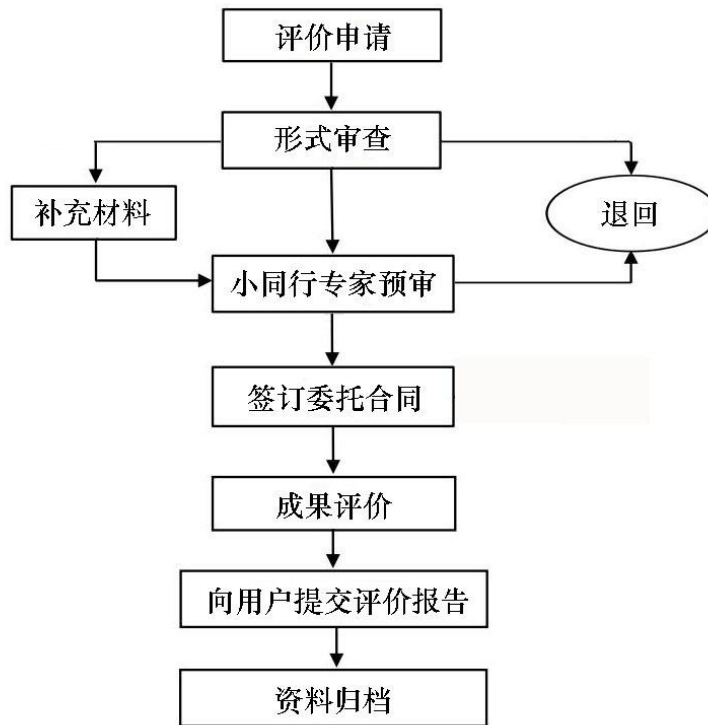 评价申请
形式审查
补充材料
退回
小同行专家预审
签订委托合同
成果评价
向用户提交评价报告
资料归档